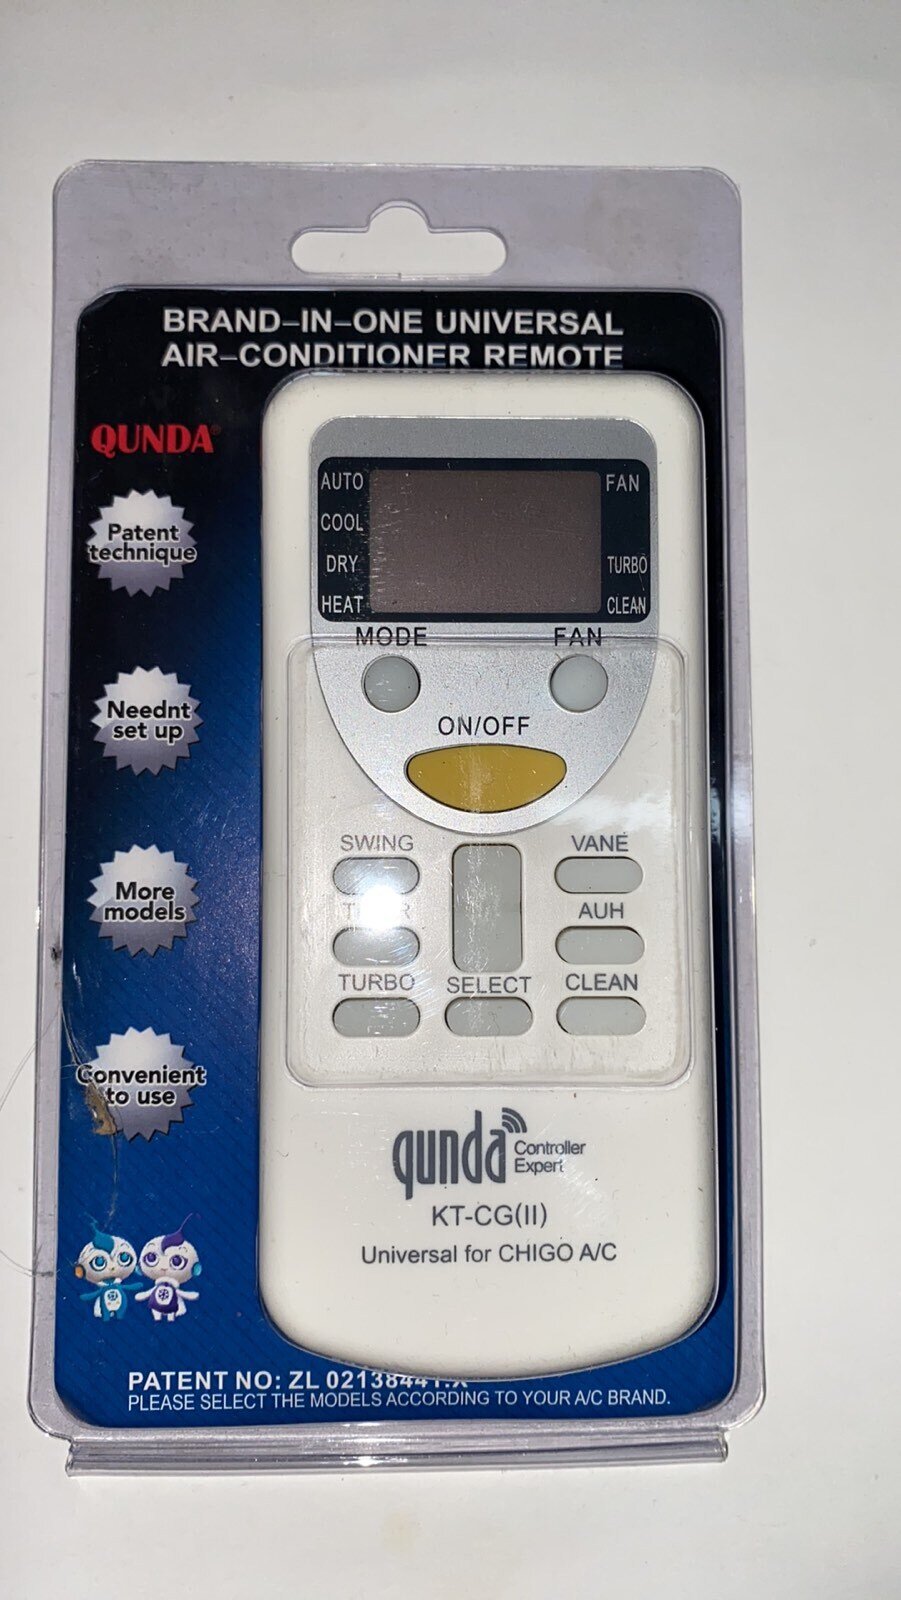 BRAND-IN-ONE UNIVERSAL
AIR-CONDITIONER REMOTE
QUNDA®
Patent
technique
Neednt
set up
More
models
Convenient
to use
AUTO
COOL
DRY
HEAT
FAN
TURBO
CLEAN
MODE
FAN
ON/OFF
SWING
VANE
AUH
TURBO
SELECT
CLEAN
qunda Controller
Expert
KT-CG(II)
Universal for CHIGO A/C
PATENT NO: ZL 02138441.X
PLEASE SELECT THE MODELS ACCORDING TO YOUR A/C BRAND.